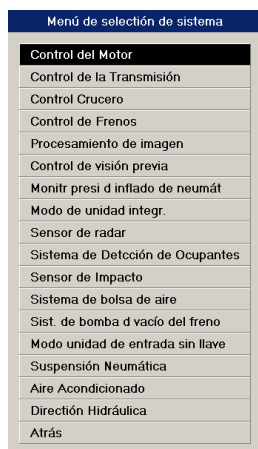 Menú de selectión de sistema
Control del Motor
Control de la Transmisión
Control Crucero
Control de Frenos
Procesamiento de imagen
Control de visión previa
Monitr presi d inflado de neumát
Modo de unidad integr.
Sensor de radar
Sistema de Detcción de Ocupantes
Sensor de Impacto
Sistema de bolsa de aire
Sist. de bomba d vacío del freno
Modo unidad de entrada sin llave
Suspensión Neumática
Aire Acondicionado
Directión Hidráulica
Atrás